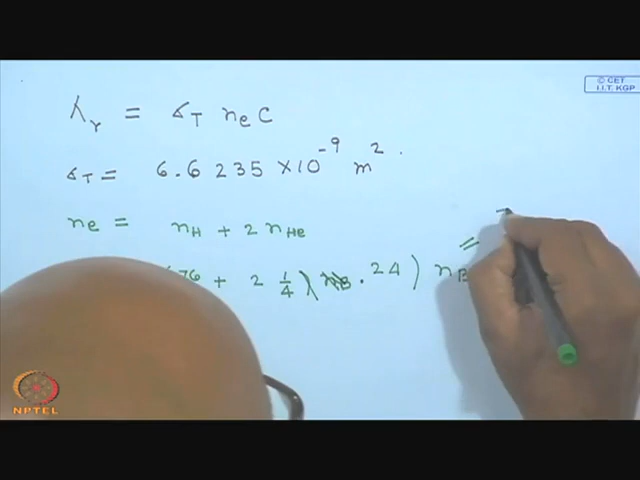 © CET
I.I.T. KGP
λγ = σT ne c
σT = 6.6235 ×10^-9 m^2 .
ne = nH + 2 nHe
76 + 2 1/4 ) . 24 ) nB =
NPTEL